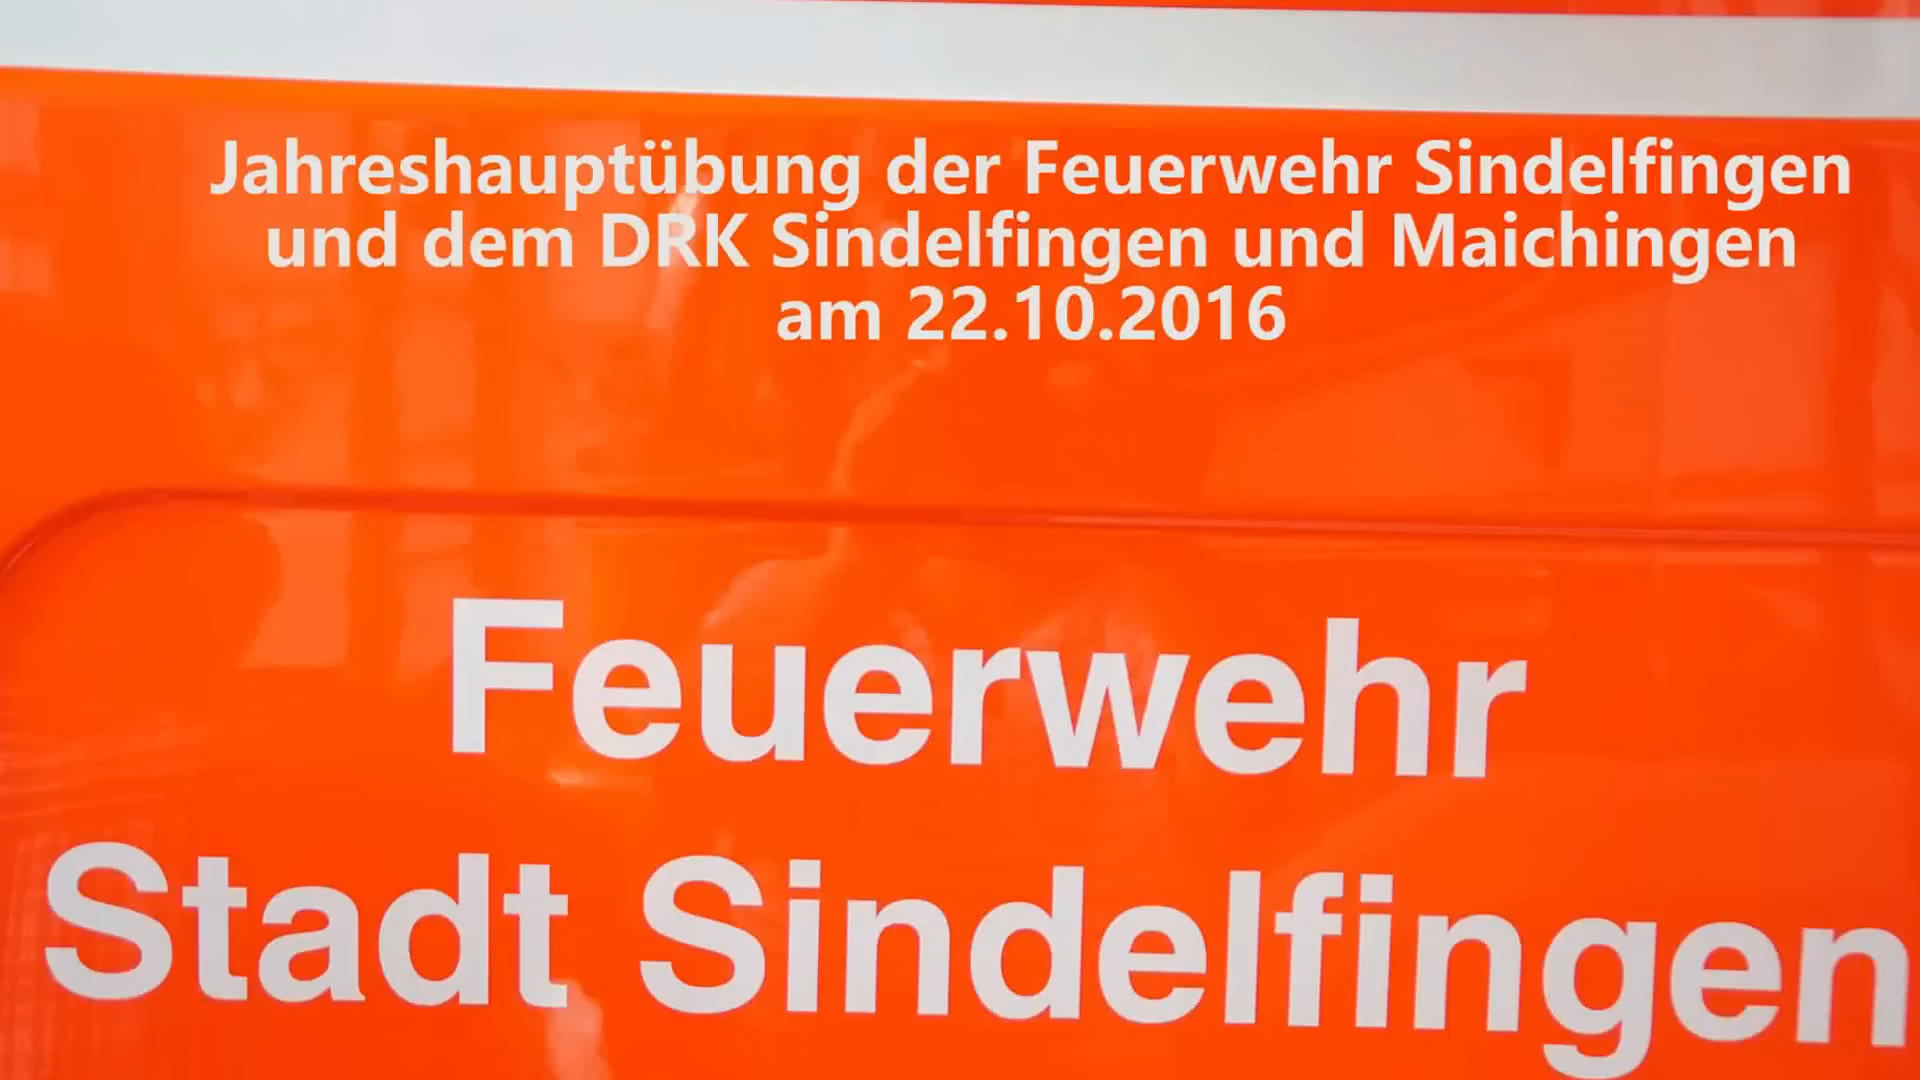 Jahreshauptübung der Feuerwehr Sindelfingen
und dem DRK Sindelfingen und Maichingen
am 22.10.2016
Feuerwehr
Stadt Sindelfingen